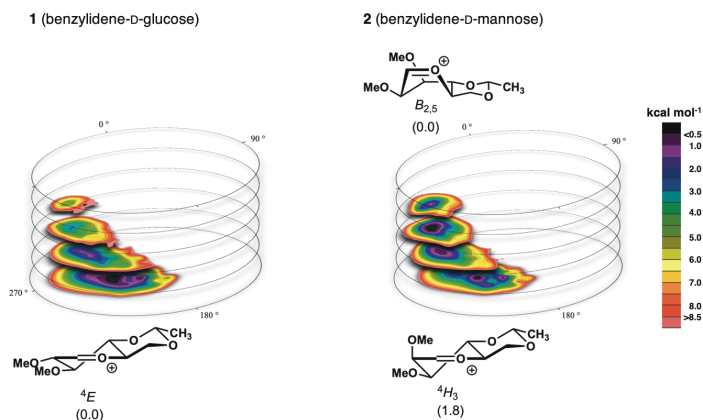 1 (benzylidene-D-glucose)
2 (benzylidene-D-mannose)
MeO
O
⊕
MeO
O
O
CH3
B2,5
(0.0)
kcal mol-1
<0.5
1.0
2.0
3.0
4.0
5.0
6.0
7.0
8.0
>8.5
0 °
90 °
270 °
180 °
0 °
90 °
180 °
O
CH3
O
MeO
MeO
O
⊕
4E
(0.0)
OMe
O
CH3
O
MeO
O
⊕
4H3
(1.8)